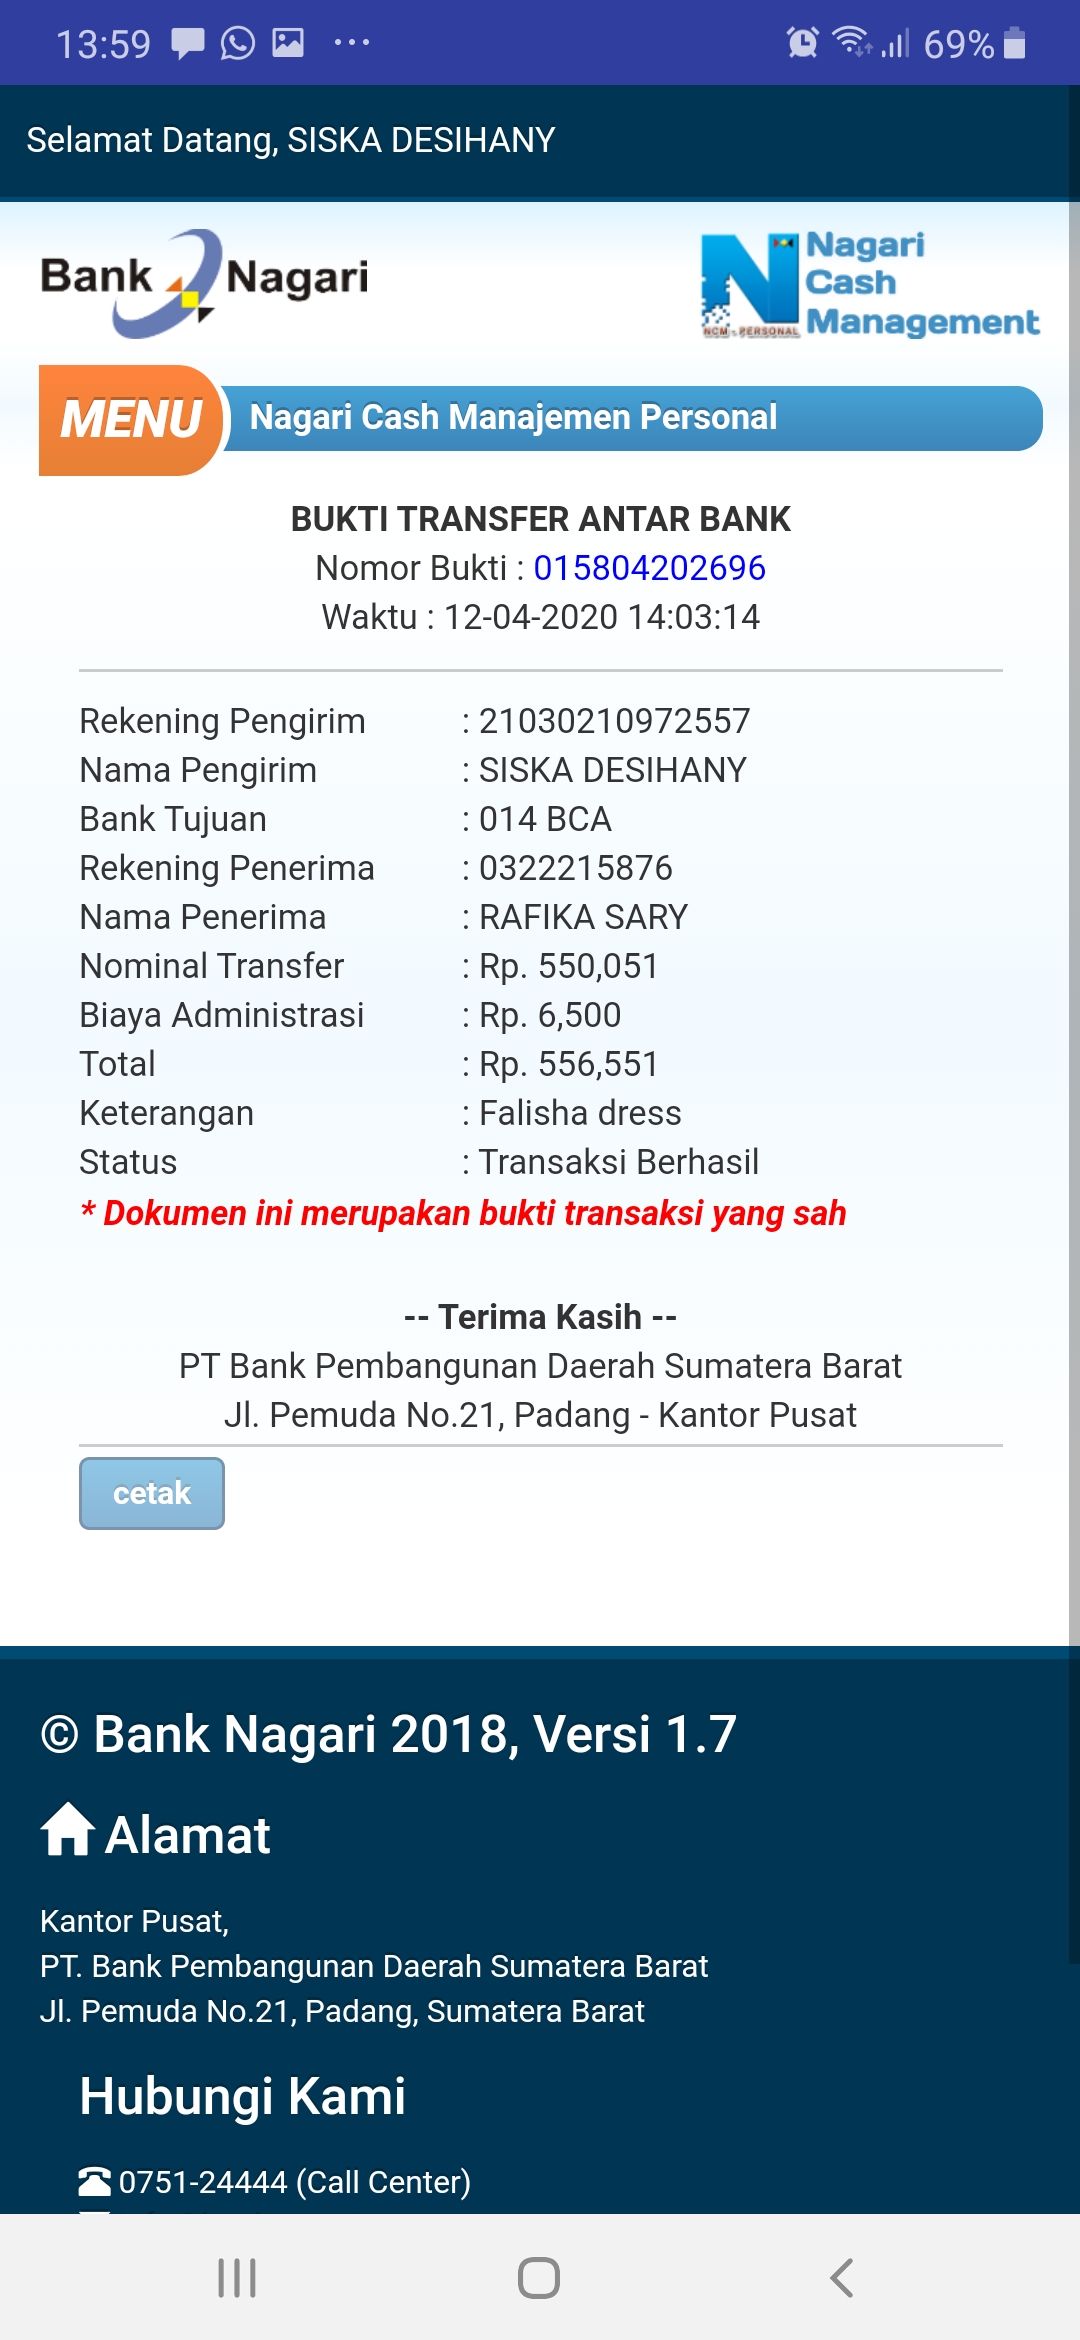 13:59 69%
Selamat Datang, SISKA DESIHANY
Bank Nagari
Nagari
Cash
Management
NCM - PERSONAL
MENU Nagari Cash Manajemen Personal
BUKTI TRANSFER ANTAR BANK
Nomor Bukti : 015804202696
Waktu : 12-04-2020 14:03:14
Rekening Pengirim : 21030210972557
Nama Pengirim : SISKA DESIHANY
Bank Tujuan : 014 BCA
Rekening Penerima : 0322215876
Nama Penerima : RAFIKA SARY
Nominal Transfer : Rp. 550,051
Biaya Administrasi : Rp. 6,500
Total : Rp. 556,551
Keterangan : Falisha dress
Status : Transaksi Berhasil
* Dokumen ini merupakan bukti transaksi yang sah
-- Terima Kasih --
PT Bank Pembangunan Daerah Sumatera Barat
Jl. Pemuda No.21, Padang - Kantor Pusat
cetak
© Bank Nagari 2018, Versi 1.7
Alamat
Kantor Pusat,
PT. Bank Pembangunan Daerah Sumatera Barat
Jl. Pemuda No.21, Padang, Sumatera Barat
Hubungi Kami
0751-24444 (Call Center)